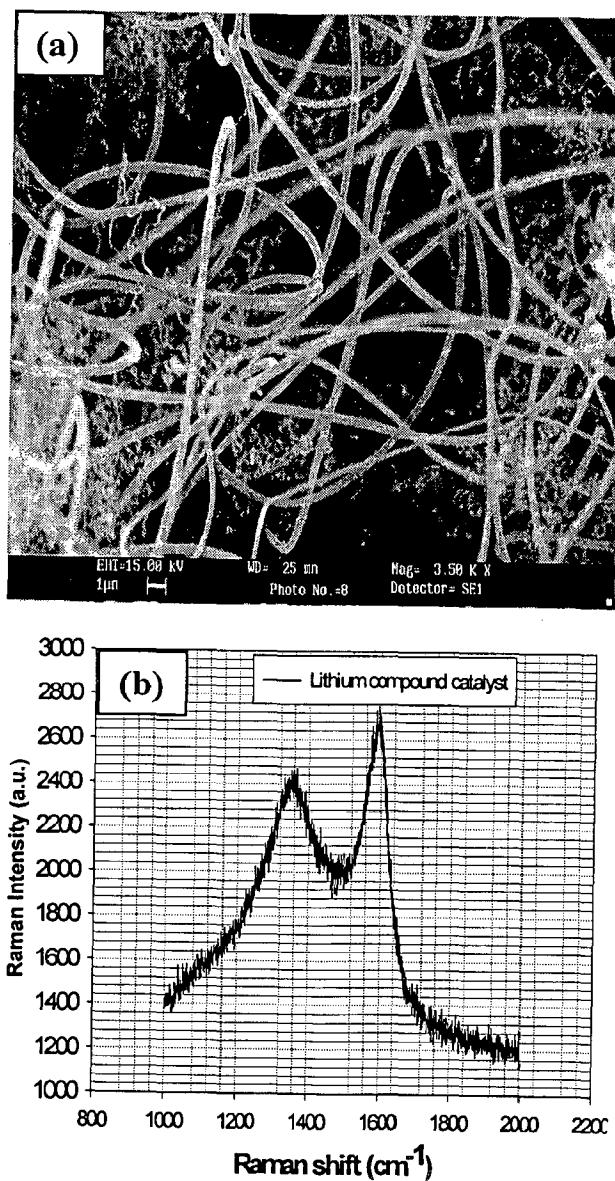 (a)
EHT=15.00 kV WD= 25 mm Mag= 3.50 K X
1µm Photo No.=8 Detector= SE1
(b)
Lithium compound catalyst
3000
2800
2600
2400
2200
2000
1800
1600
1400
1200
1000
Raman Intensity (a.u.)
800 1000 1200 1400 1600 1800 2000 2200
Raman shift (cm⁻¹)